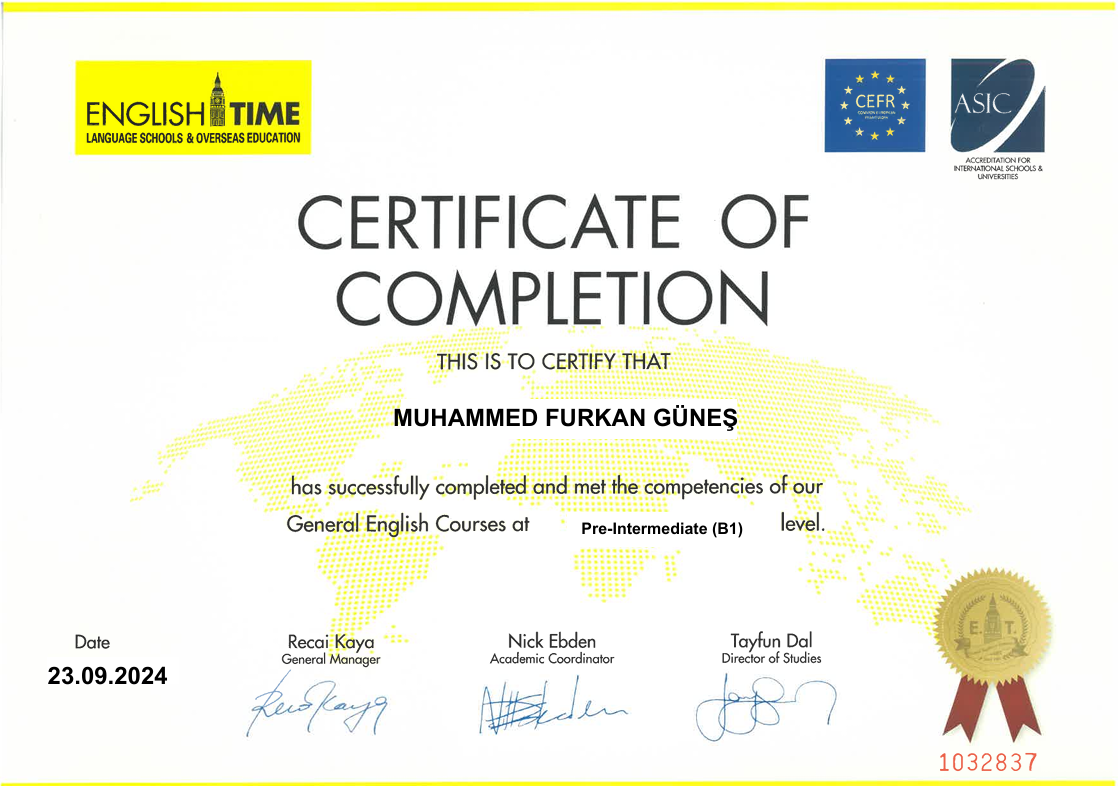 ENGLISH TIME
LANGUAGE SCHOOLS & OVERSEAS EDUCATION
CEFR
COMMON EUROPEAN
FRAMEWORK
ASIC
ACCREDITATION FOR
INTERNATIONAL SCHOOLS &
UNIVERSITIES
CERTIFICATE OF
COMPLETION
THIS IS TO CERTIFY THAT
MUHAMMED FURKAN GÜNEŞ
has successfully completed and met the competencies of our
General English Courses at Pre-Intermediate (B1) level.
Date
23.09.2024
Recai Kaya
General Manager
Nick Ebden
Academic Coordinator
Tayfun Dal
Director of Studies
E. T.
1032837